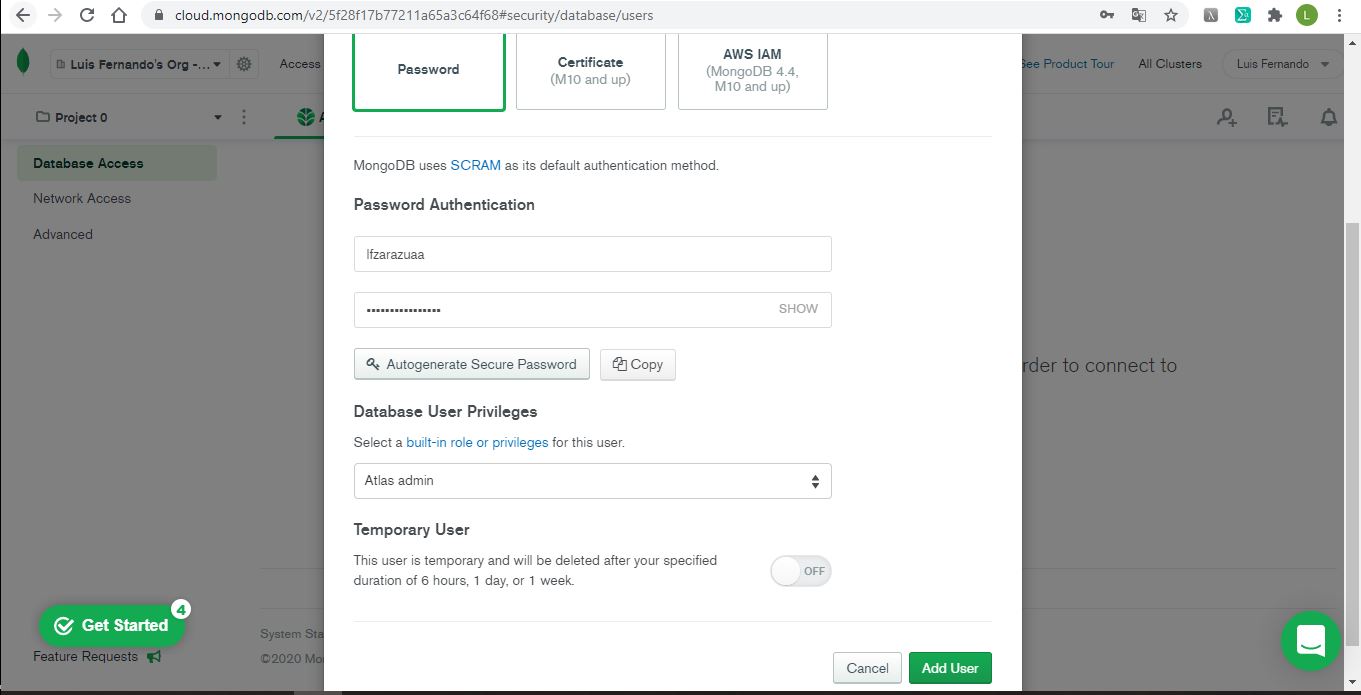 cloud.mongodb.com/v2/5f28f17b77211a65a3c64f68#security/database/users
L
Luis Fernando's Org -...
Access
See Product Tour
All Clusters
Luis Fernando
Project 0
A
Database Access
Network Access
Advanced
Password
Certificate
(M10 and up)
AWS IAM
(MongoDB 4.4,
M10 and up)
MongoDB uses SCRAM as its default authentication method.
Password Authentication
lfzarazuaa
••••••••••••••••
SHOW
Autogenerate Secure Password
Copy
Database User Privileges
Select a built-in role or privileges for this user.
Atlas admin
Temporary User
This user is temporary and will be deleted after your specified
duration of 6 hours, 1 day, or 1 week.
OFF
Cancel
Add User
rder to connect to
Get Started
4
Feature Requests
System Sta
©2020 Mon